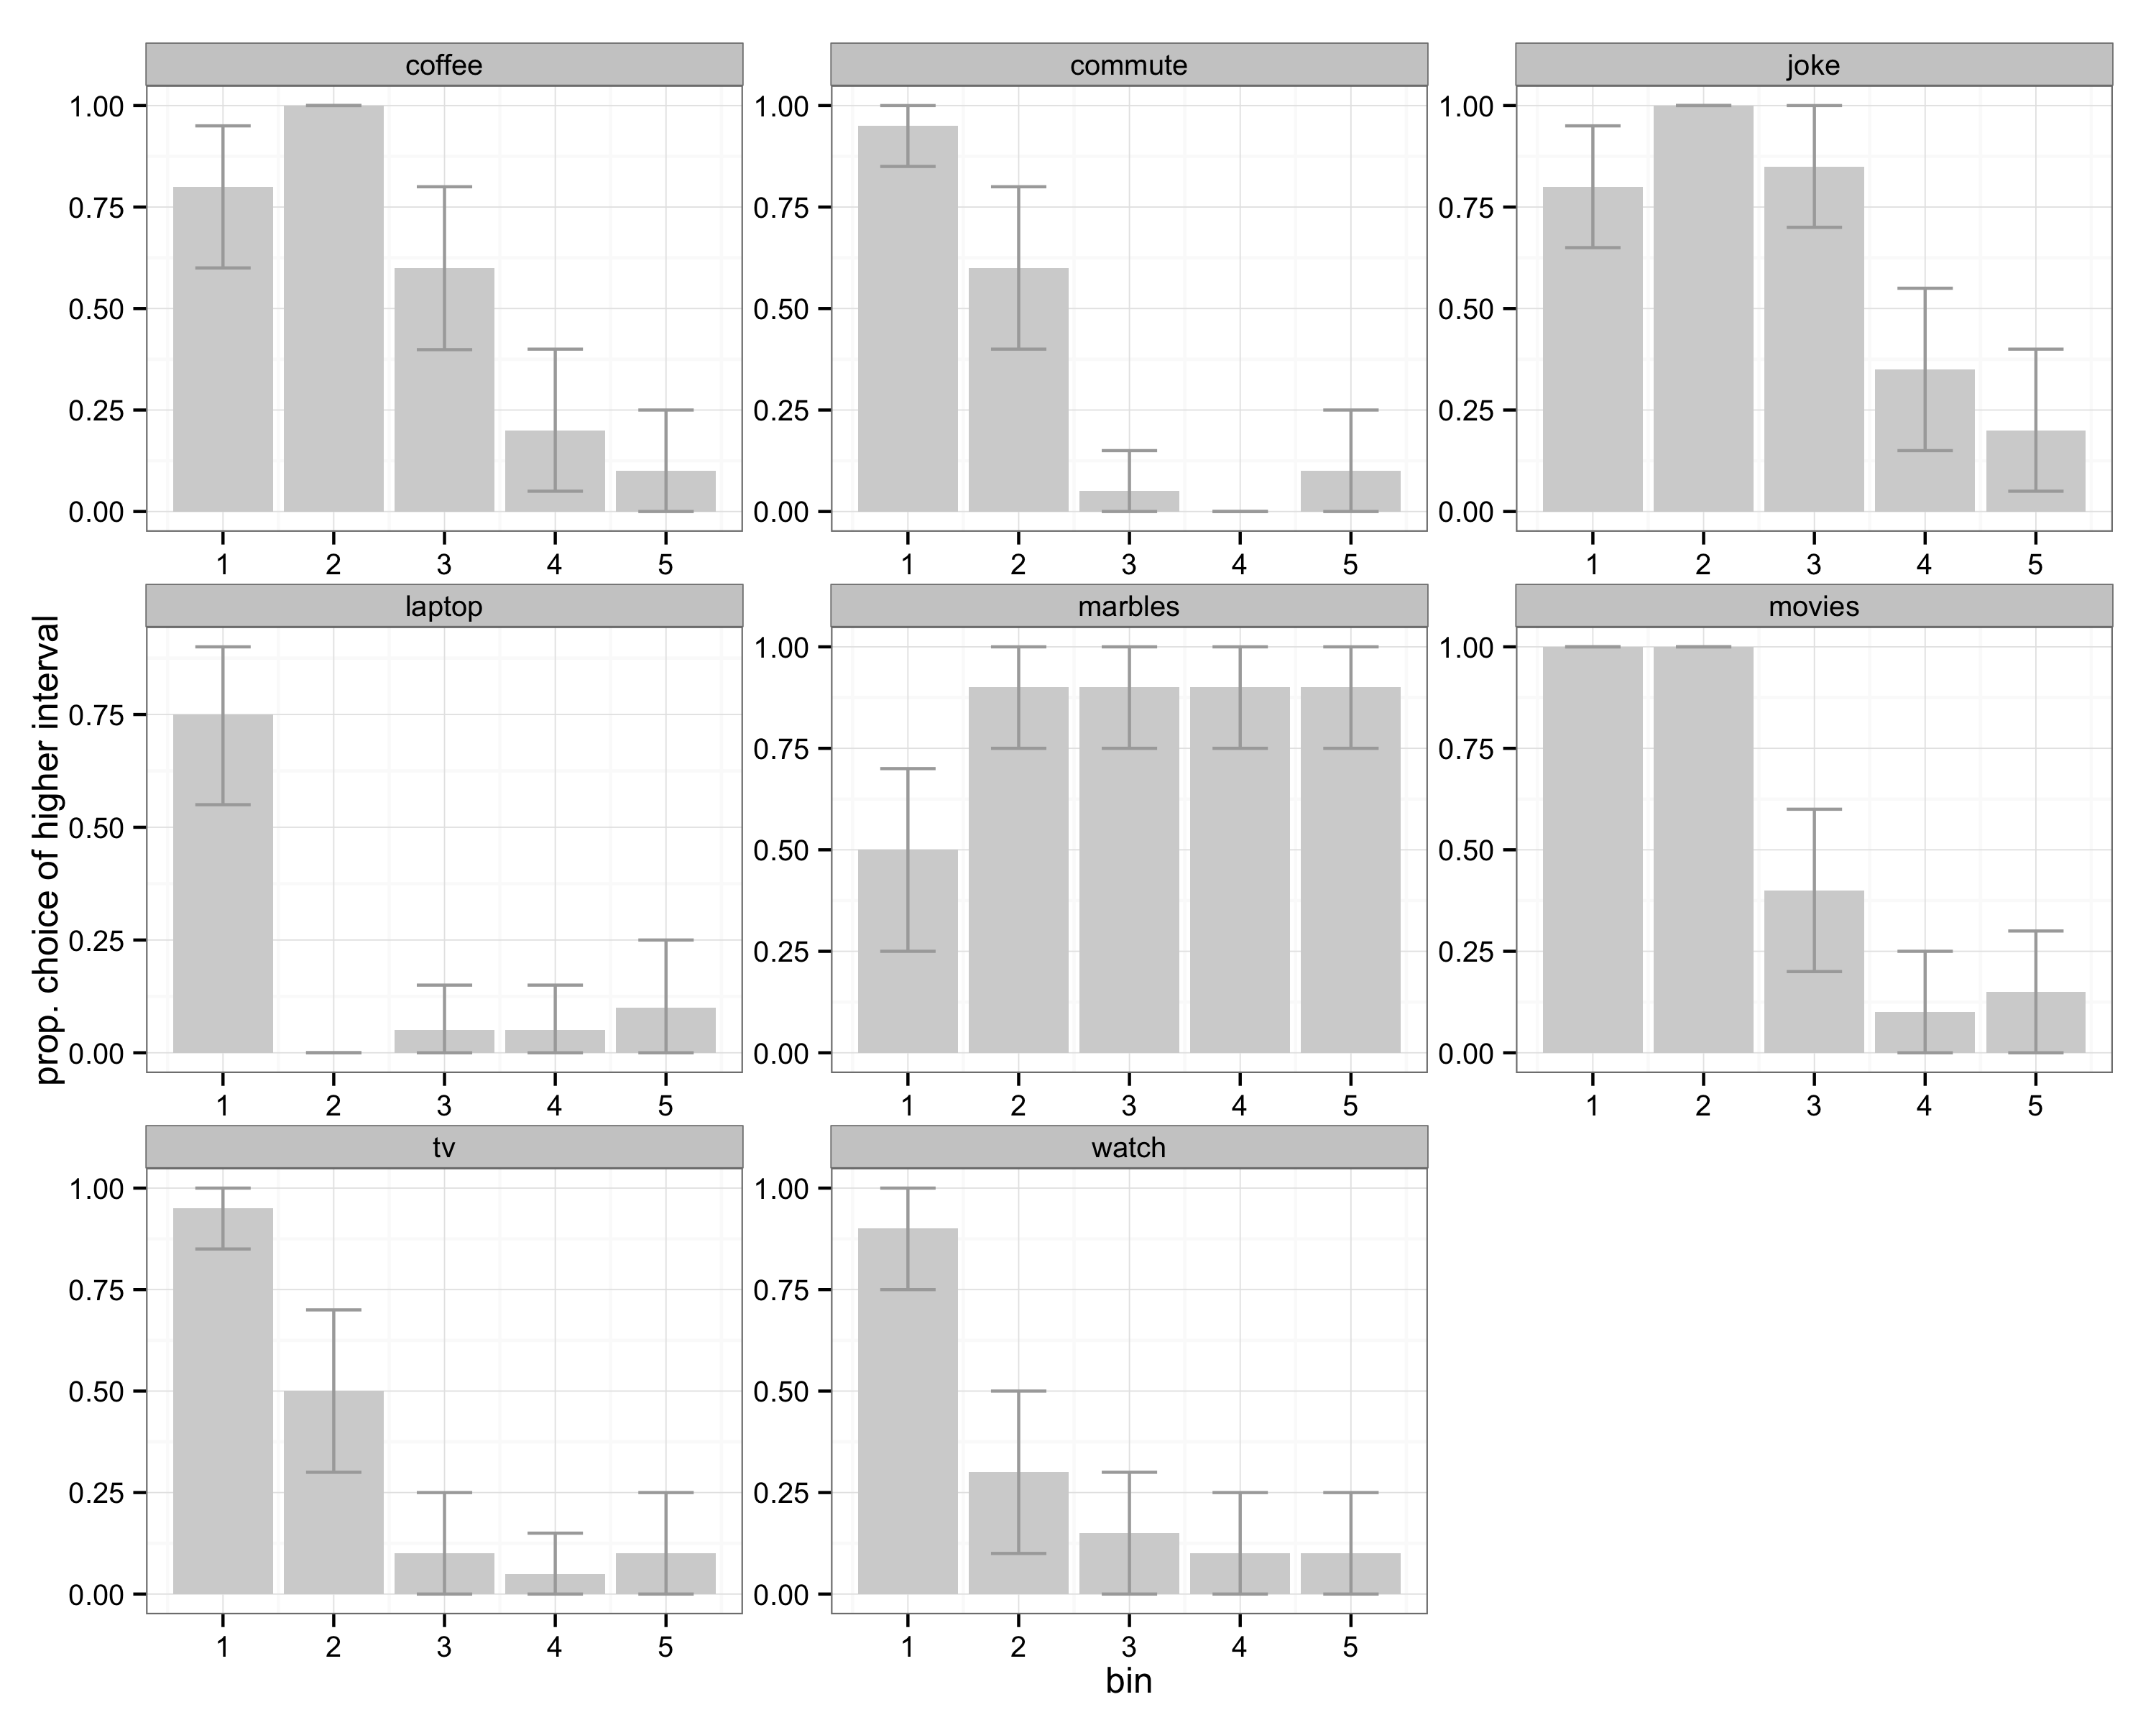 coffee commute joke
1.00 1.00 1.00
0.75 0.75 0.75
0.50 0.50 0.50
0.25 0.25 0.25
0.00 0.00 0.00
1 2 3 4 5 1 2 3 4 5 1 2 3 4 5
prop. choice of higher interval
laptop marbles movies
1.00 1.00
0.75 0.75 0.75
0.50 0.50 0.50
0.25 0.25 0.25
0.00 0.00 0.00
1 2 3 4 5 1 2 3 4 5 1 2 3 4 5
tv watch
1.00 1.00
0.75 0.75
0.50 0.50
0.25 0.25
0.00 0.00
1 2 3 4 5 1 2 3 4 5
bin